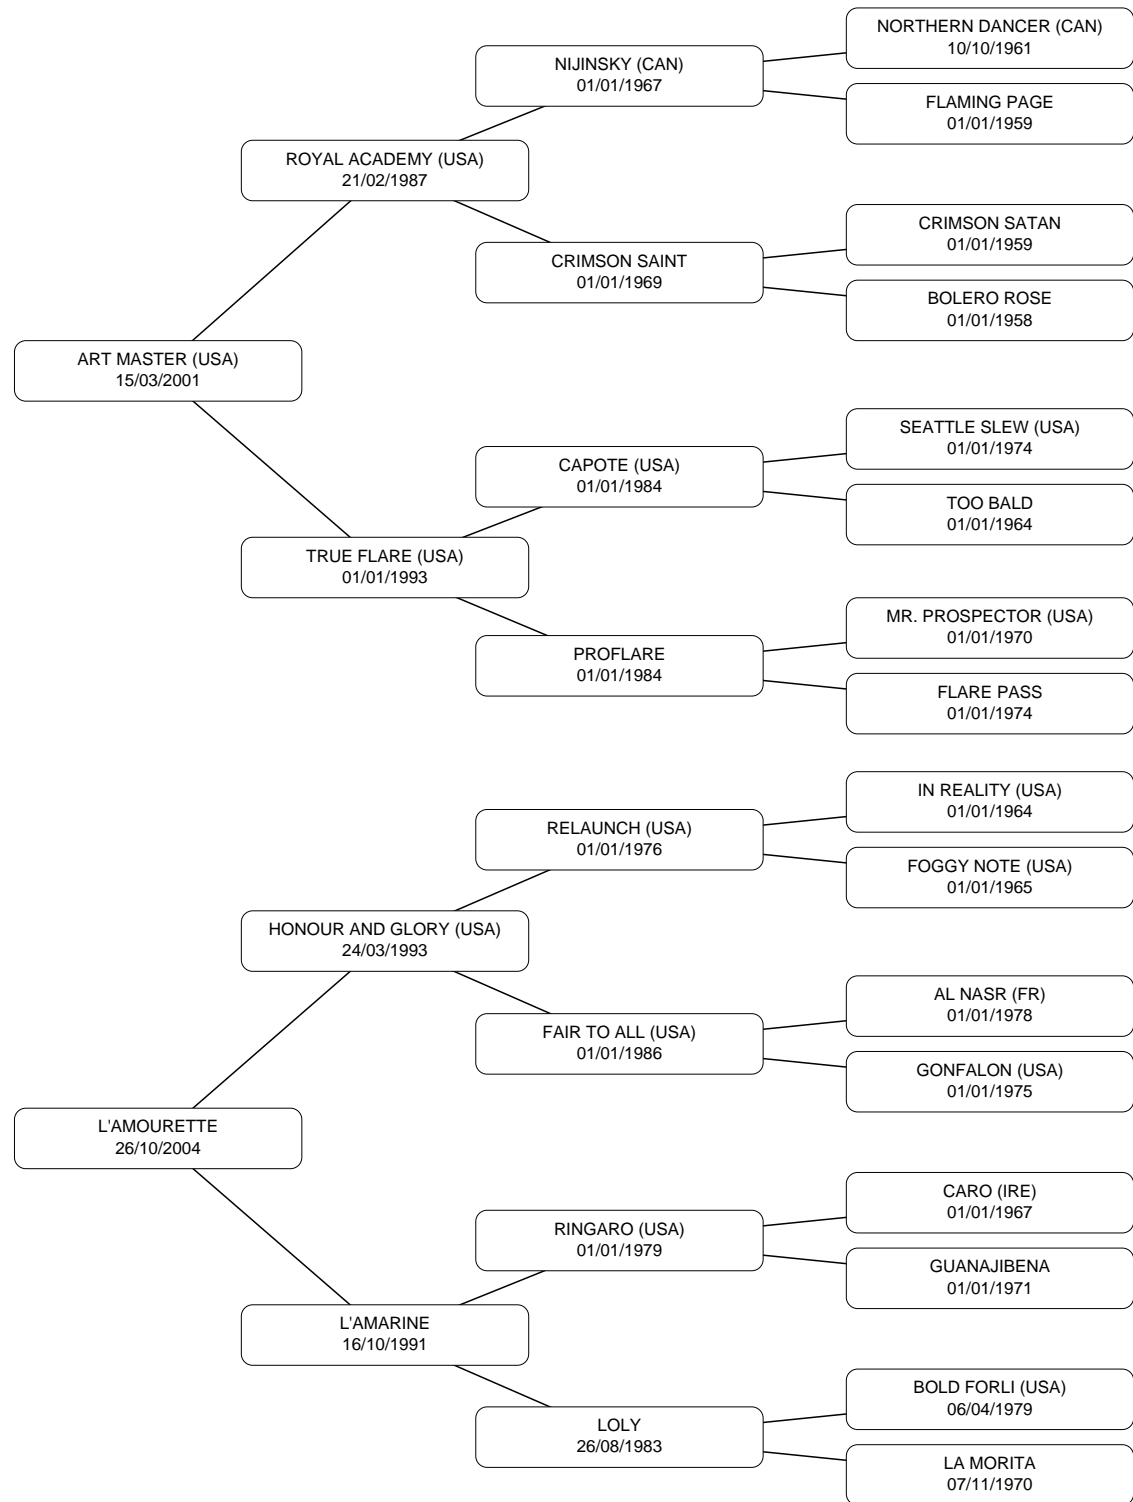 NORTHERN DANCER (CAN)
10/10/1961
NIJINSKY (CAN)
01/01/1967
FLAMING PAGE
01/01/1959
ROYAL ACADEMY (USA)
21/02/1987
CRIMSON SATAN
01/01/1959
CRIMSON SAINT
01/01/1969
BOLERO ROSE
01/01/1958
ART MASTER (USA)
15/03/2001
SEATTLE SLEW (USA)
01/01/1974
CAPOTE (USA)
01/01/1984
TOO BALD
01/01/1964
TRUE FLARE (USA)
01/01/1993
MR. PROSPECTOR (USA)
01/01/1970
PROFLARE
01/01/1984
FLARE PASS
01/01/1974
IN REALITY (USA)
01/01/1964
RELAUNCH (USA)
01/01/1976
FOGGY NOTE (USA)
01/01/1965
HONOUR AND GLORY (USA)
24/03/1993
AL NASR (FR)
01/01/1978
FAIR TO ALL (USA)
01/01/1986
GONFALON (USA)
01/01/1975
L'AMOURETTE
26/10/2004
CARO (IRE)
01/01/1967
RINGARO (USA)
01/01/1979
GUANAJIBENA
01/01/1971
L'AMARINE
16/10/1991
BOLD FORLI (USA)
06/04/1979
LOLY
26/08/1983
LA MORITA
07/11/1970